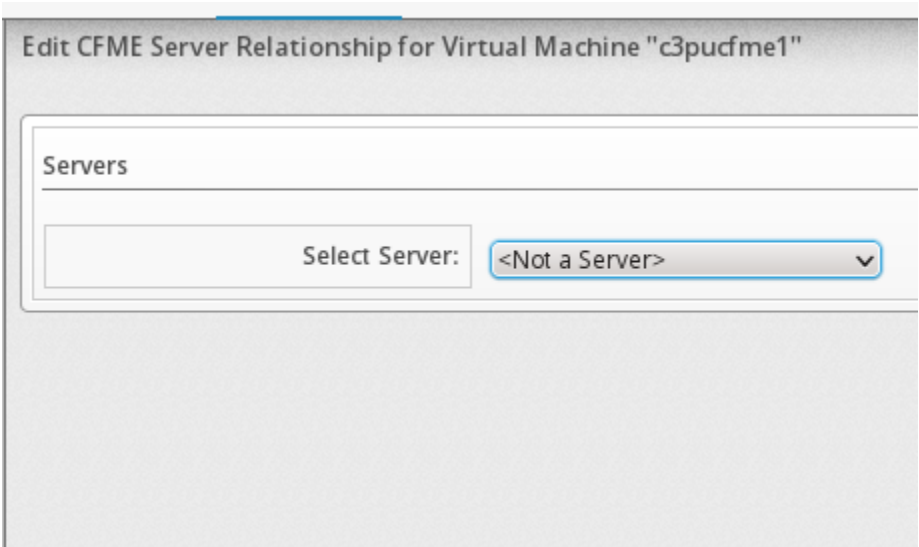 Edit CFME Server Relationship for Virtual Machine "c3pucfme1"
Servers
Select Server:
<Not a Server>